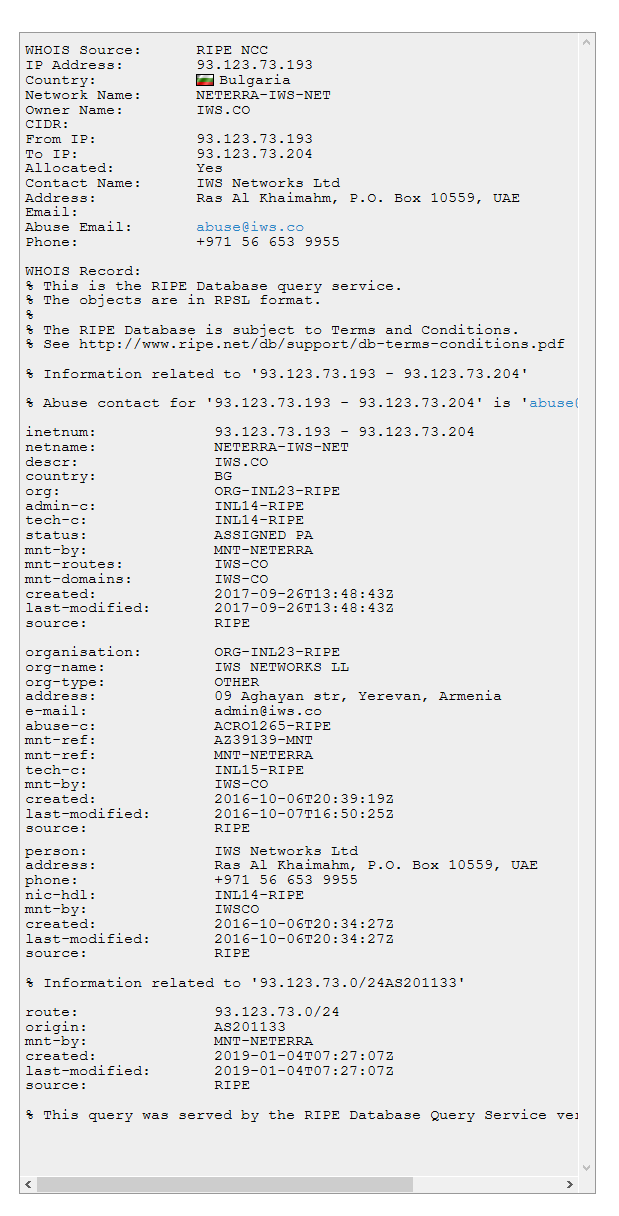 WHOIS Source: RIPE NCC
IP Address: 93.123.73.193
Country: Bulgaria
Network Name: NETERRA-IWS-NET
Owner Name: IWS.CO
CIDR:
From IP: 93.123.73.193
To IP: 93.123.73.204
Allocated: Yes
Contact Name: IWS Networks Ltd
Address: Ras Al Khaimahm, P.O. Box 10559, UAE
Email:
Abuse Email: abuse@iws.co
Phone: +971 56 653 9955
WHOIS Record:
% This is the RIPE Database query service.
% The objects are in RPSL format.
%
% The RIPE Database is subject to Terms and Conditions.
% See http://www.ripe.net/db/support/db-terms-conditions.pdf
% Information related to '93.123.73.193 - 93.123.73.204'
% Abuse contact for '93.123.73.193 - 93.123.73.204' is 'abuse
inetnum: 93.123.73.193 - 93.123.73.204
netname: NETERRA-IWS-NET
descr: IWS.CO
country: BG
org: ORG-INL23-RIPE
admin-c: INL14-RIPE
tech-c: INL14-RIPE
status: ASSIGNED PA
mnt-by: MNT-NETERRA
mnt-routes: IWS-CO
mnt-domains: IWS-CO
created: 2017-09-26T13:48:43Z
last-modified: 2017-09-26T13:48:43Z
source: RIPE
organisation: ORG-INL23-RIPE
org-name: IWS NETWORKS LL
org-type: OTHER
address: 09 Aghayan str, Yerevan, Armenia
e-mail: admin@iws.co
abuse-c: ACRO1265-RIPE
mnt-ref: AZ39139-MNT
mnt-ref: MNT-NETERRA
tech-c: INL15-RIPE
mnt-by: IWS-CO
created: 2016-10-06T20:39:19Z
last-modified: 2016-10-07T16:50:25Z
source: RIPE
person: IWS Networks Ltd
address: Ras Al Khaimahm, P.O. Box 10559, UAE
phone: +971 56 653 9955
nic-hdl: INL14-RIPE
mnt-by: IWSCO
created: 2016-10-06T20:34:27Z
last-modified: 2016-10-06T20:34:27Z
source: RIPE
% Information related to '93.123.73.0/24AS201133'
route: 93.123.73.0/24
origin: AS201133
mnt-by: MNT-NETERRA
created: 2019-01-04T07:27:07Z
last-modified: 2019-01-04T07:27:07Z
source: RIPE
% This query was served by the RIPE Database Query Service